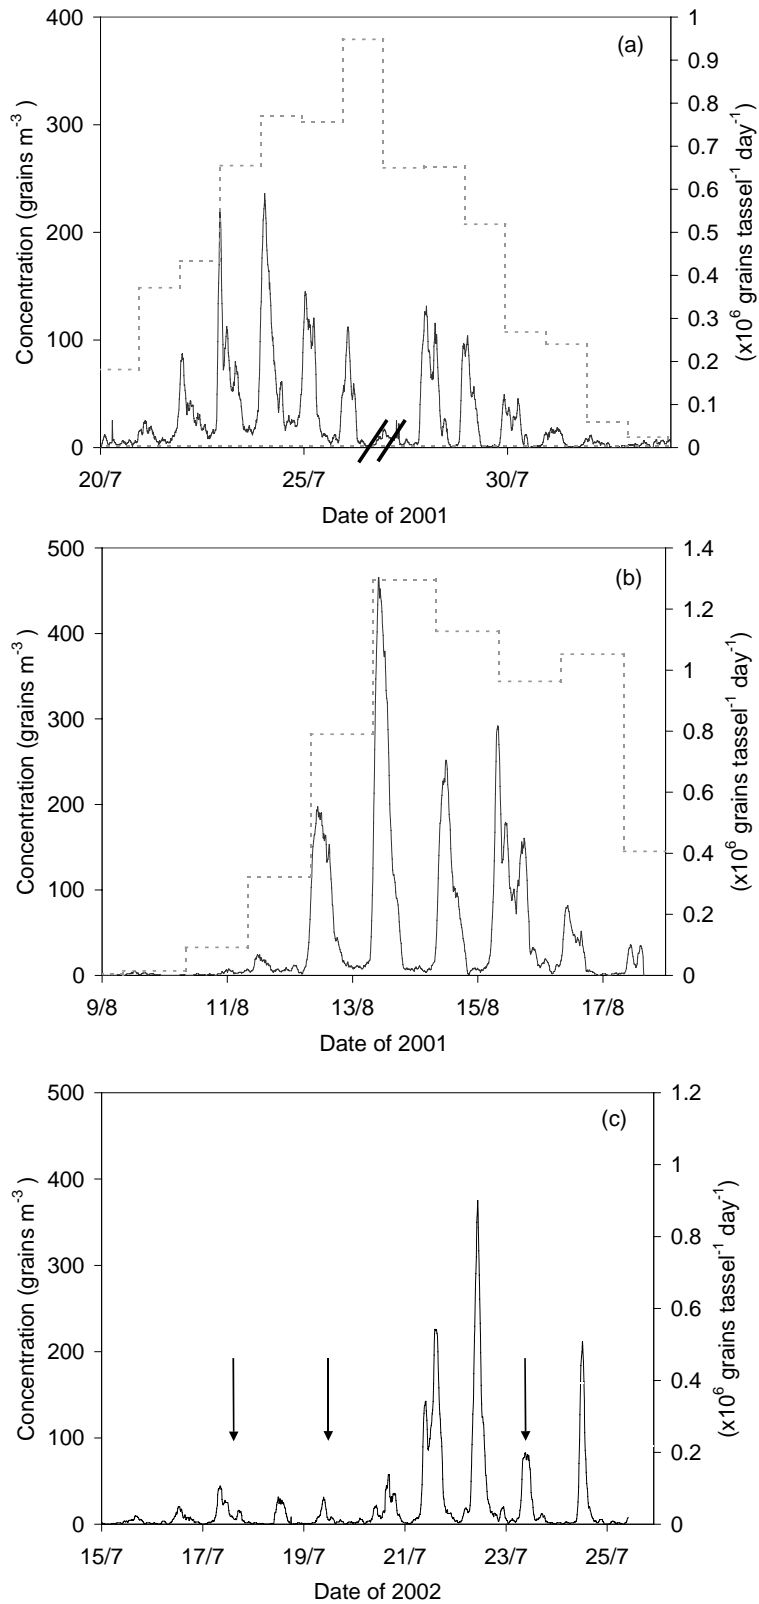 (a)
Concentration (grains m⁻³ )
400
300
200
100
0
1
0.9
0.8
0.7
0.6
0.5
0.4
0.3
0.2
0.1
0
(x10⁶ grains tassel⁻¹ day⁻¹)
20/7 25/7 30/7
Date of 2001
(b)
Concentration (grains m⁻³ )
500
400
300
200
100
0
1.4
1.2
1
0.8
0.6
0.4
0.2
0
(x10⁶ grains tassel⁻¹ day⁻¹)
9/8 11/8 13/8 15/8 17/8
Date of 2001
(c)
Concentration (grains m⁻³ )
500
400
300
200
100
0
1.2
1
0.8
0.6
0.4
0.2
0
(x10⁶ grains tassel⁻¹ day⁻¹)
15/7 17/7 19/7 21/7 23/7 25/7
Date of 2002